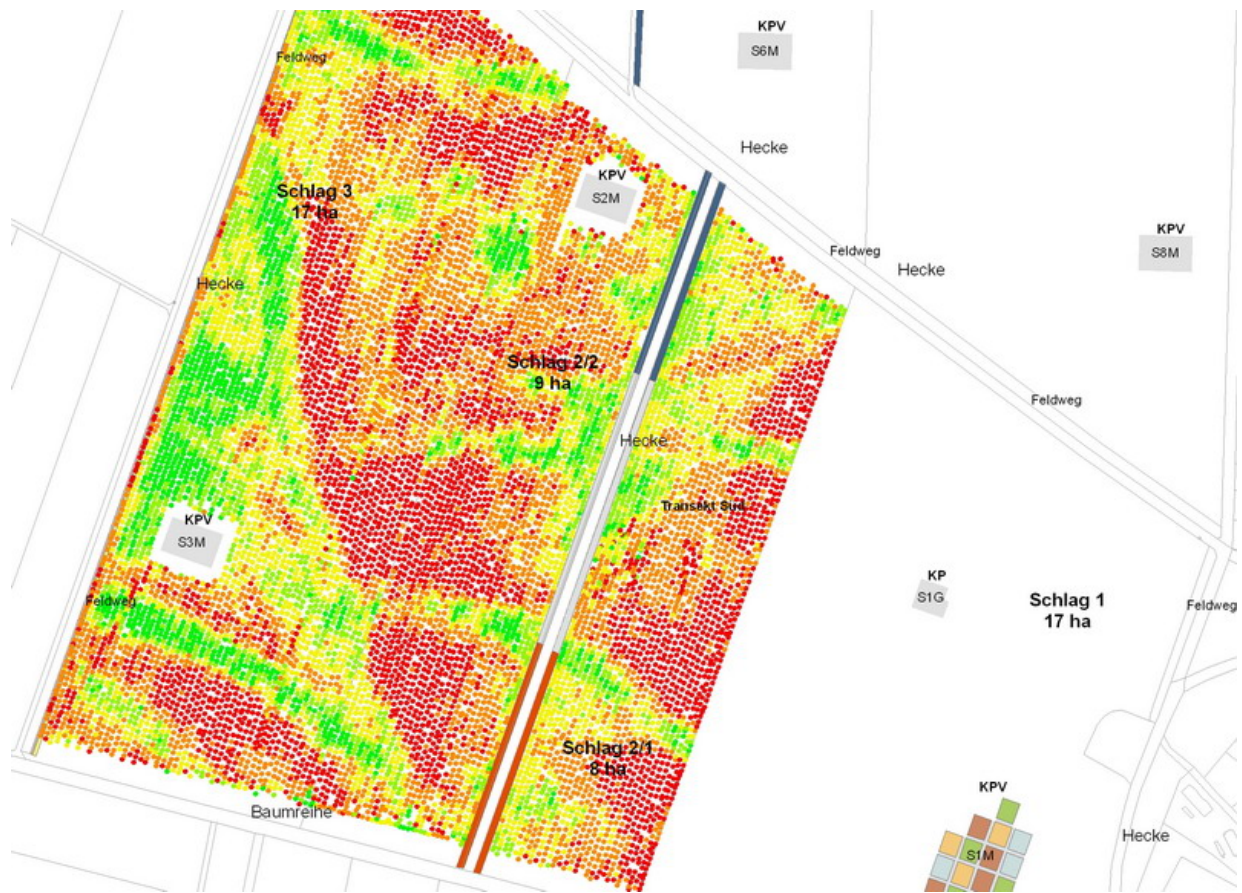 KPV
S6M
Feldweg
Hecke
KPV
S2M
Schlag 3
17 ha
KPV
S8M
Feldweg
Hecke
Hecke
Schlag 2/2
9 ha
Feldweg
Hecke
Transekt Süd
KPV
S3M
KP
S1G
Schlag 1
17 ha
Feldweg
Feldweg
Schlag 2/1
8 ha
KPV
Baumreihe
Hecke
S1M